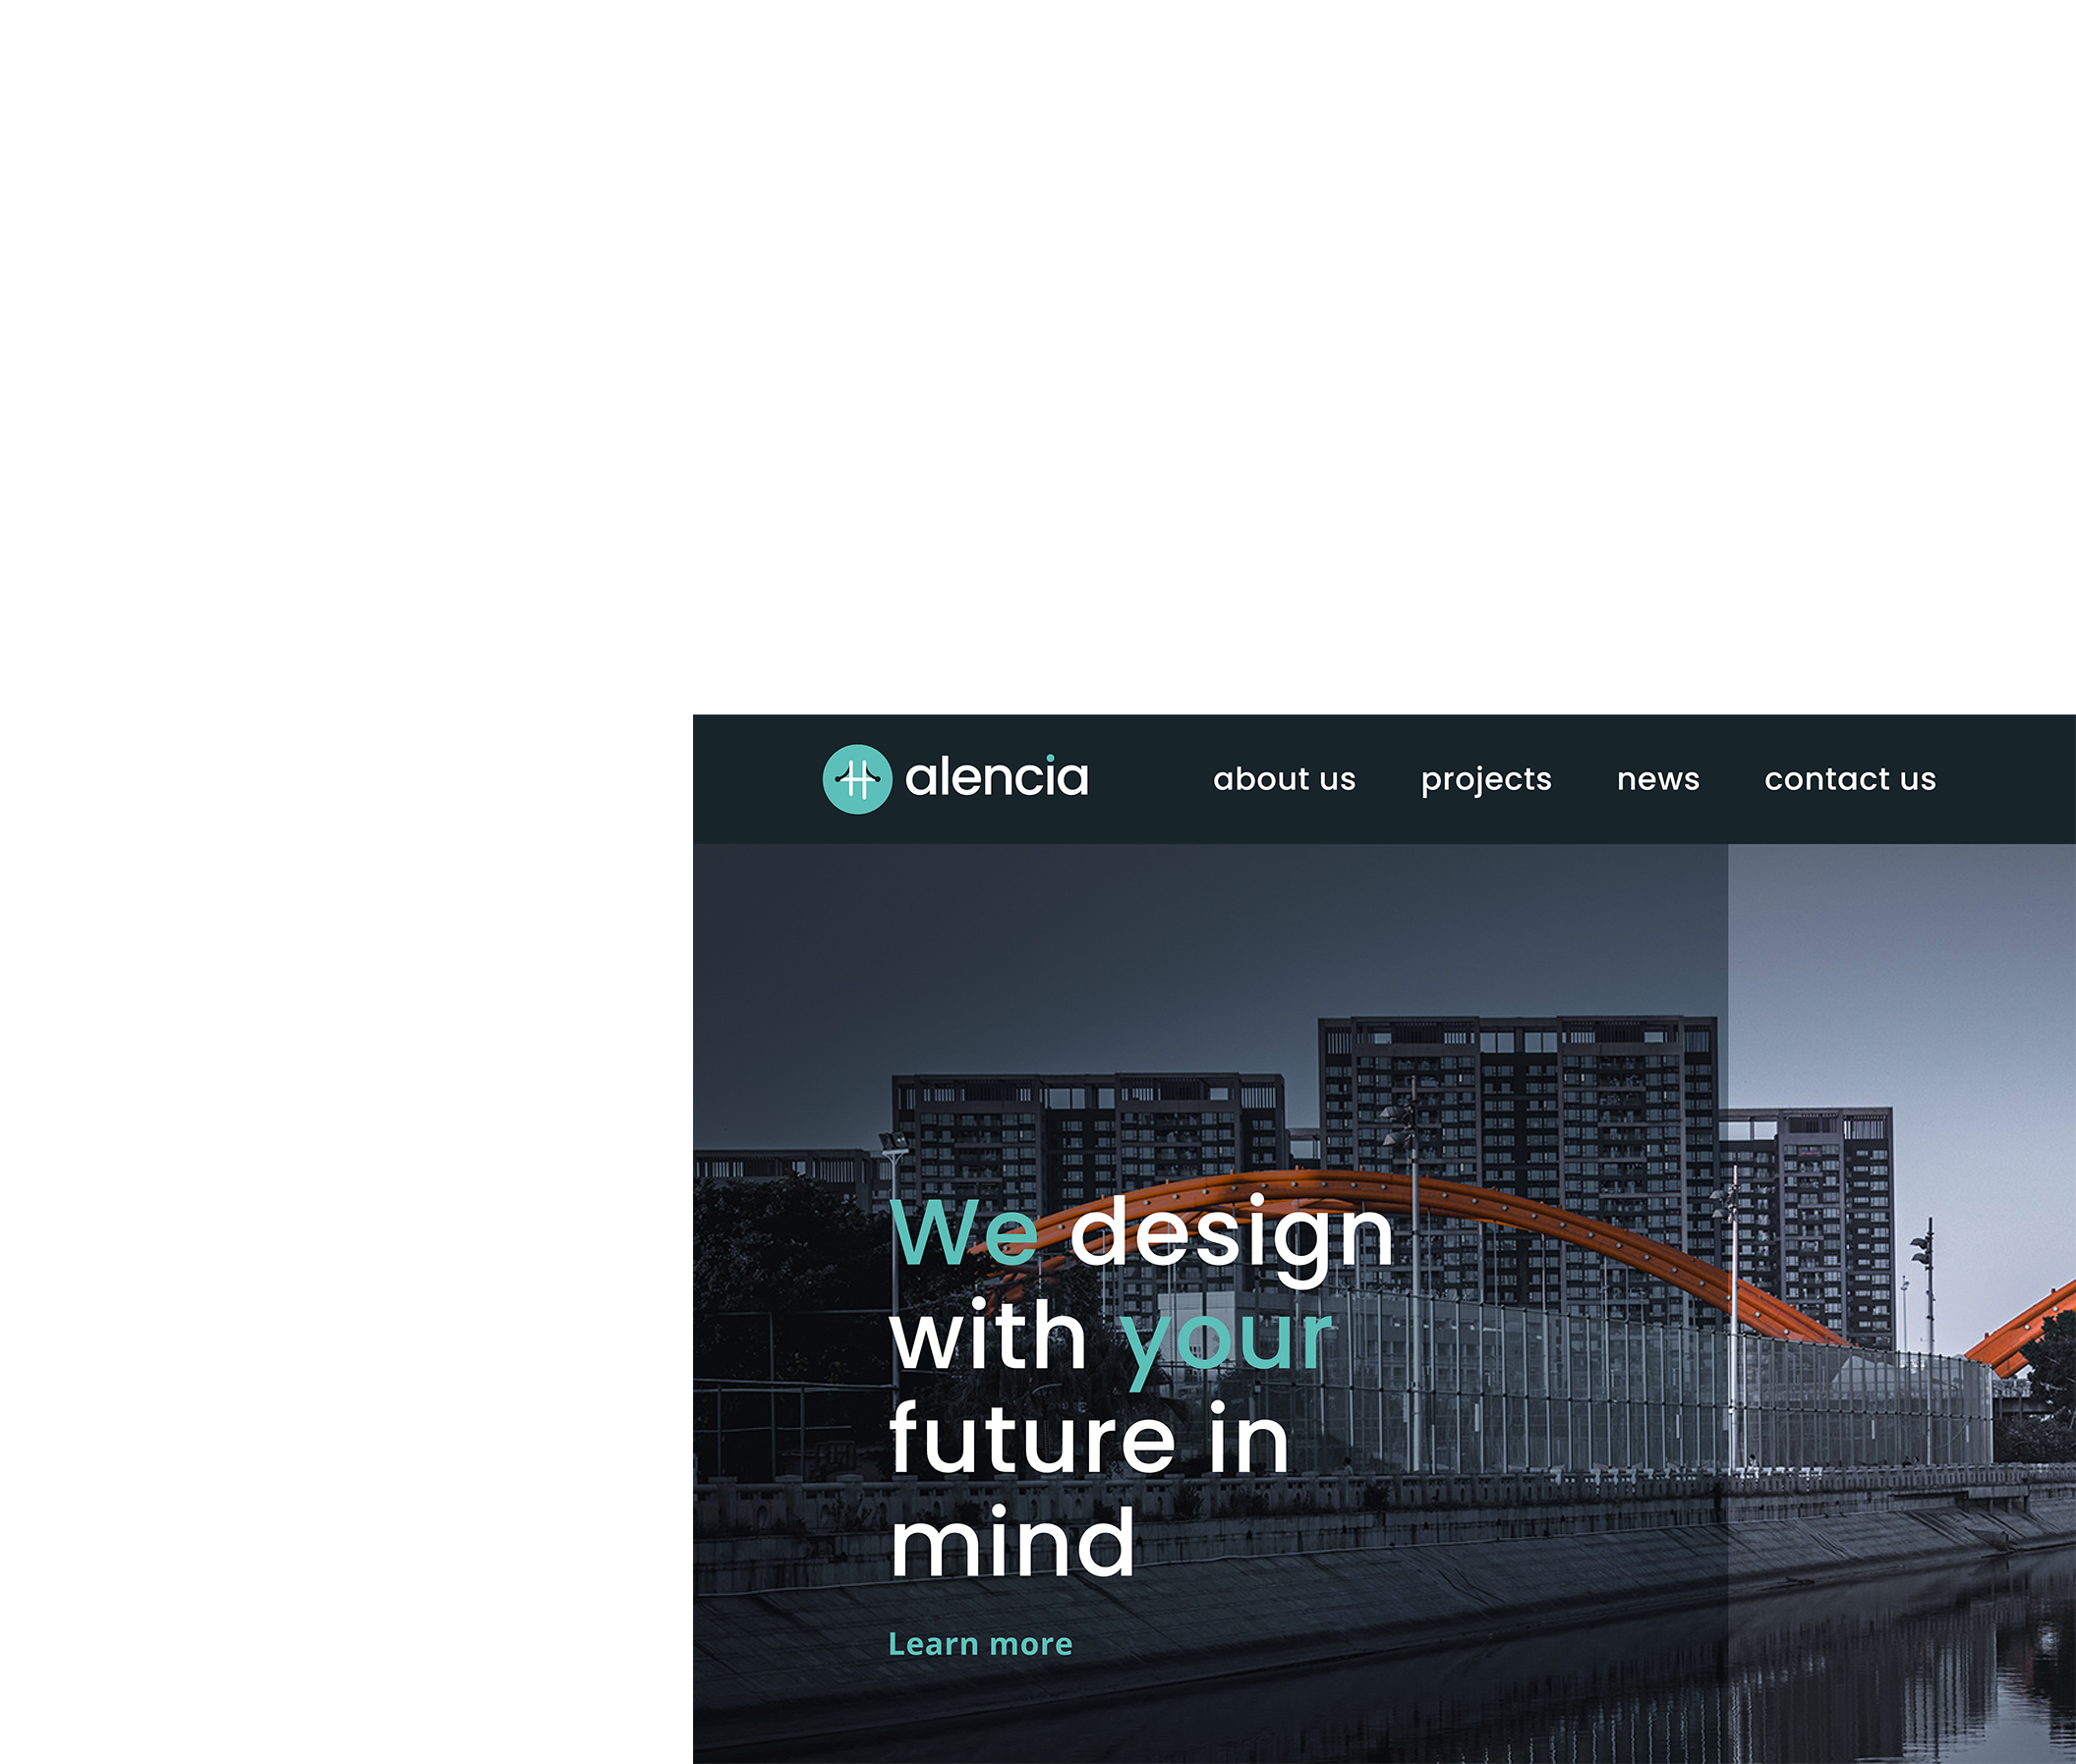 alencia
about us projects news contact us
We design
with your
future in
mind
Learn more